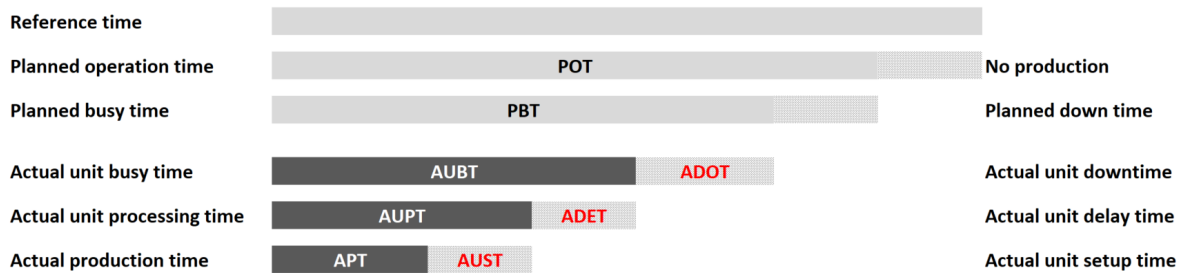 Reference time
Planned operation time POT No production
Planned busy time PBT Planned down time
Actual unit busy time AUBT ADOT Actual unit downtime
Actual unit processing time AUPT ADET Actual unit delay time
Actual production time APT AUST Actual unit setup time